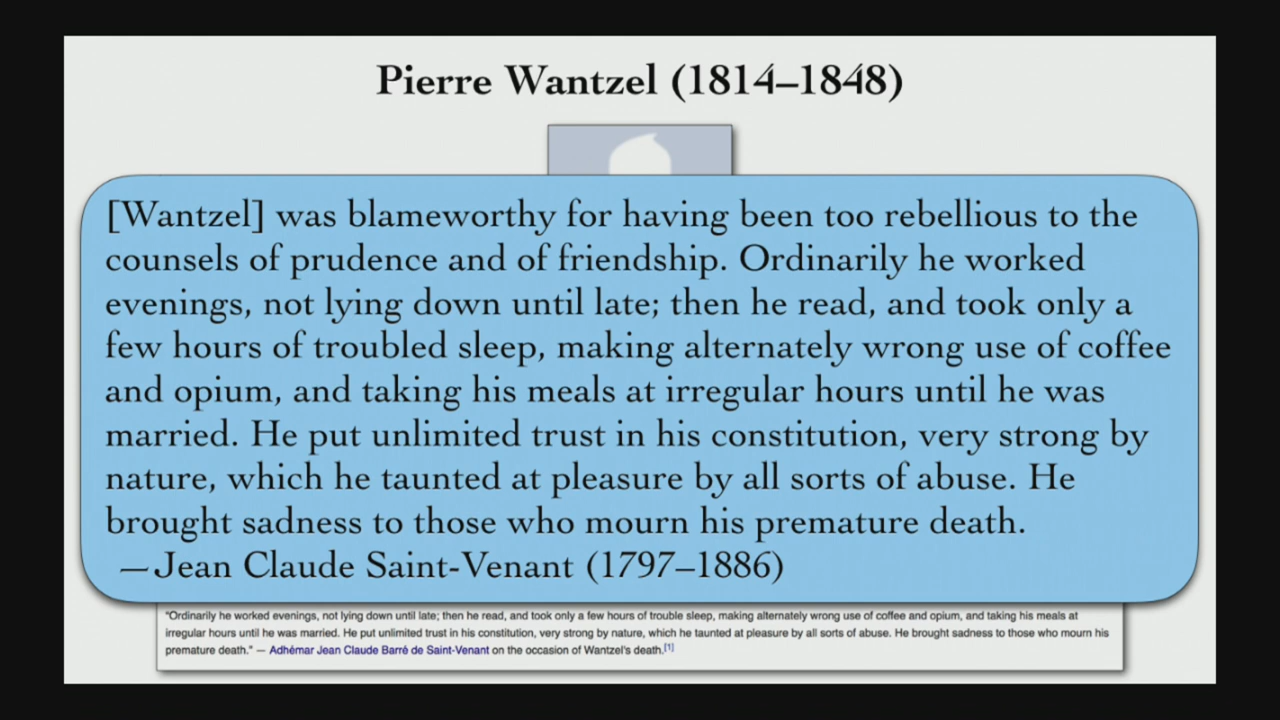 Pierre Wantzel (1814–1848)
[Wantzel] was blameworthy for having been too rebellious to the
counsels of prudence and of friendship. Ordinarily he worked
evenings, not lying down until late; then he read, and took only a
few hours of troubled sleep, making alternately wrong use of coffee
and opium, and taking his meals at irregular hours until he was
married. He put unlimited trust in his constitution, very strong by
nature, which he taunted at pleasure by all sorts of abuse. He
brought sadness to those who mourn his premature death.
—Jean Claude Saint-Venant (1797–1886)
"Ordinarily he worked evenings, not lying down until late; then he read, and took only a few hours of trouble sleep, making alternately wrong use of coffee and opium, and taking his meals at
irregular hours until he was married. He put unlimited trust in his constitution, very strong by nature, which he taunted at pleasure by all sorts of abuse. He brought sadness to those who mourn his
premature death." — Adhémar Jean Claude Barré de Saint-Venant on the occasion of Wantzel's death.[1]